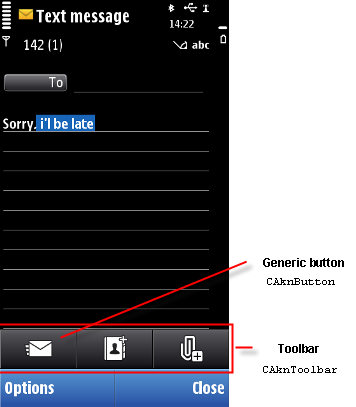 Text message
14:22
142 (1)
abc
To
Sorry, i'l be late
Generic button
CAknButton
Toolbar
CAknToolbar
Options
Close